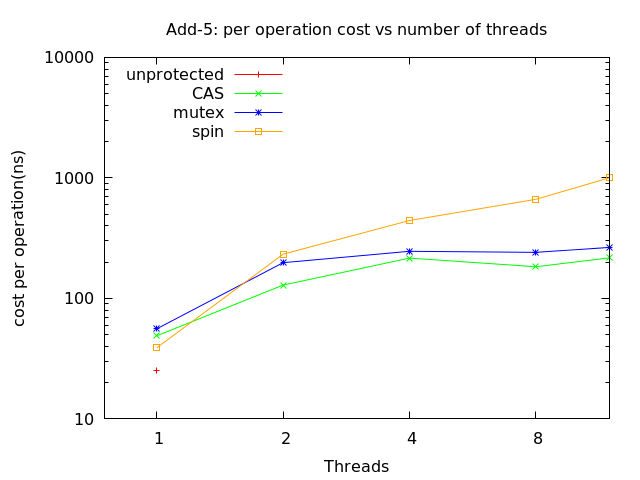 Add-5: per operation cost vs number of threads
10000
1000
100
10
cost per operation(ns)
unprotected
CAS
mutex
spin
1 2 4 8
Threads